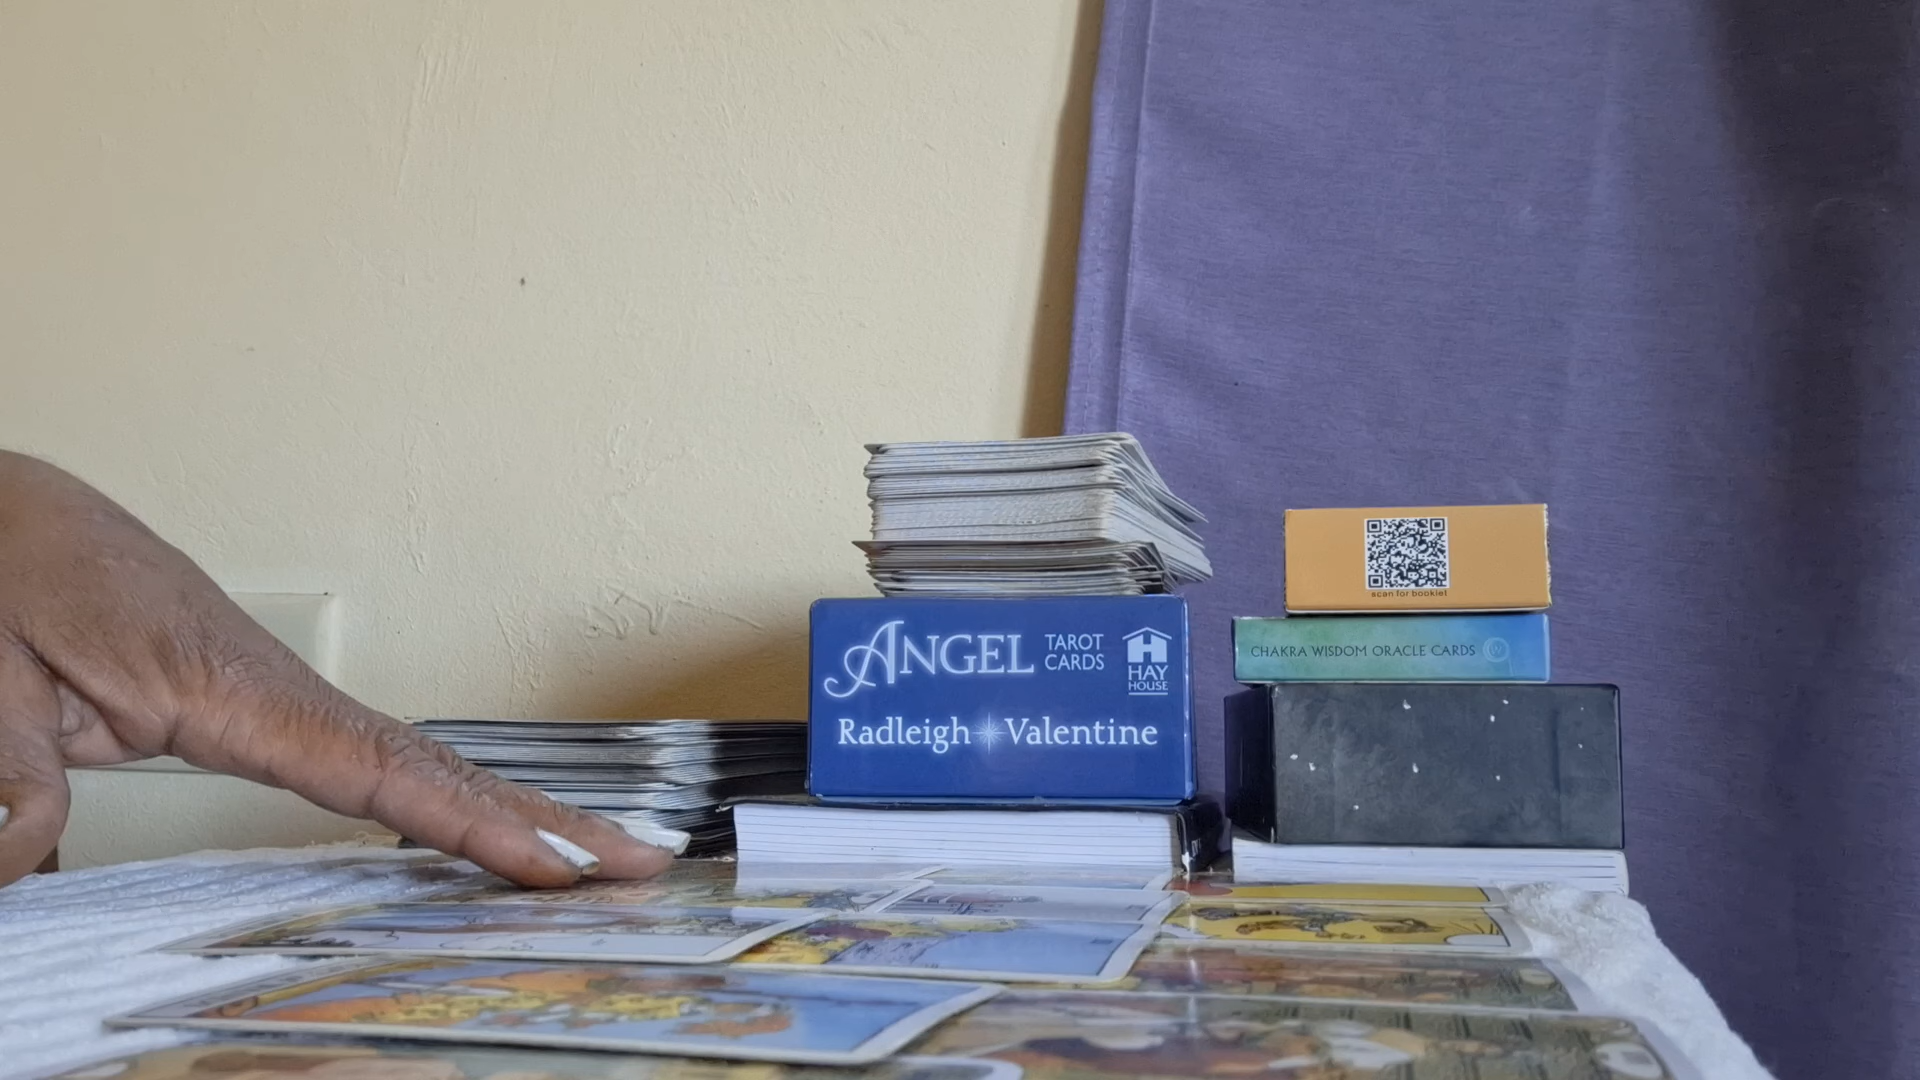 ANGEL
TAROT
CARDS
HAY
HOUSE
Radleigh Valentine
scan for booklet
CHAKRA WISDOM ORACLE CARDS